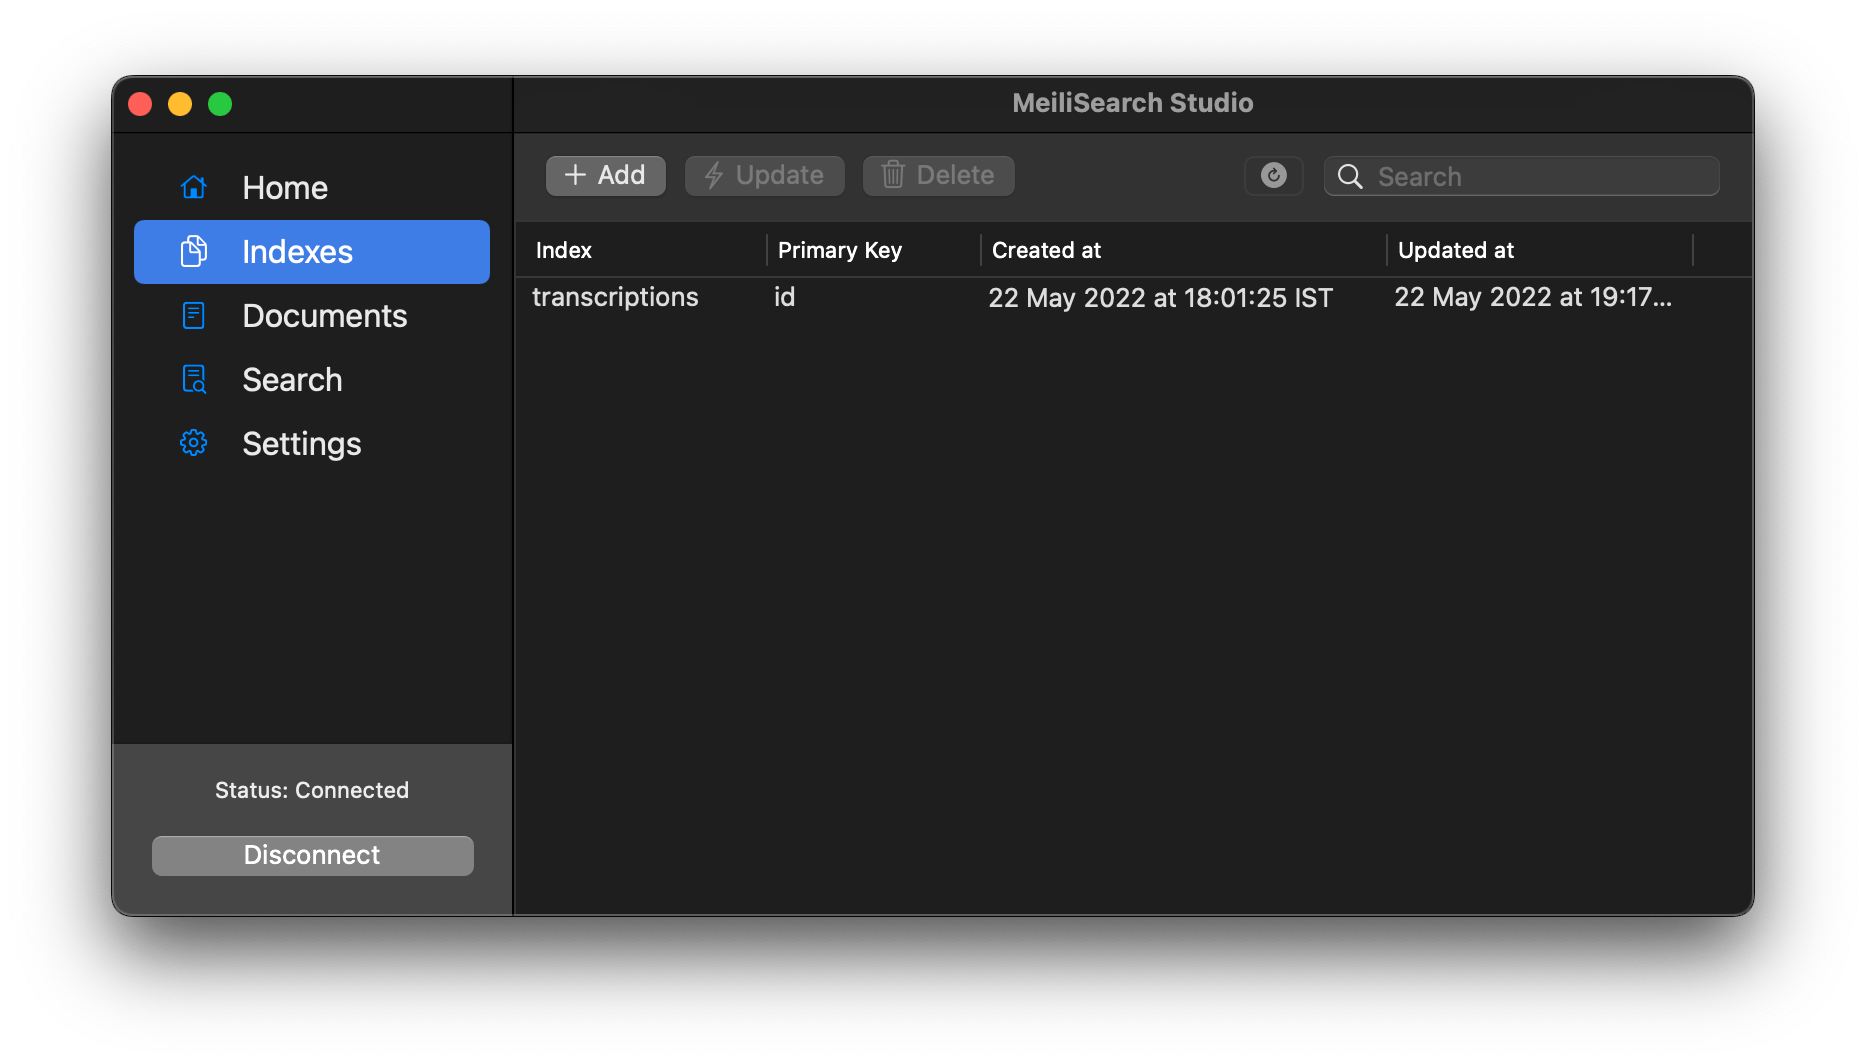 MeiliSearch Studio
Home
Indexes
Documents
Search
Settings
Status: Connected
Disconnect
Add Update Delete Search
Index Primary Key Created at Updated at
transcriptions id 22 May 2022 at 18:01:25 IST 22 May 2022 at 19:17...